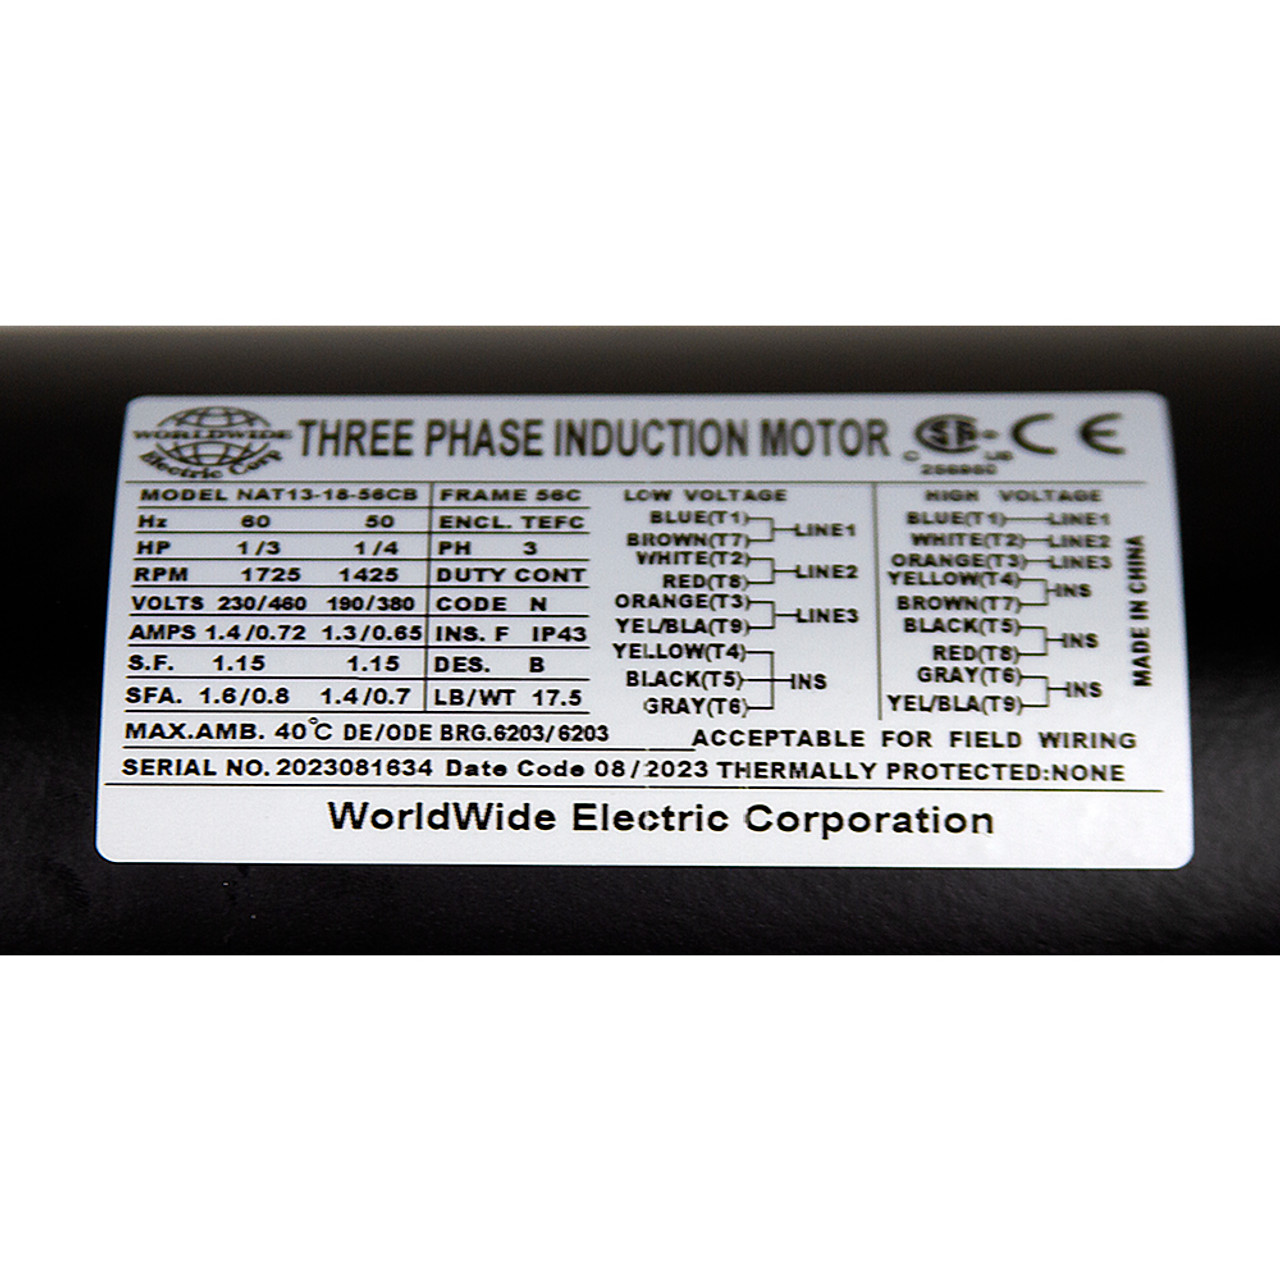 WORLDWIDE
Electric Corp
THREE PHASE INDUCTION MOTOR
C US
256980
CE
MODEL NAT13-18-56CB FRAME 56C
Hz 60 50 ENCL. TEFC
HP 1/3 1/4 PH 3
RPM 1725 1425 DUTY CONT
VOLTS 230/460 190/380 CODE N
AMPS 1.4/0.72 1.3/0.65 INS. F IP43
S.F. 1.15 1.15 DES. B
SFA. 1.6/0.8 1.4/0.7 LB/WT 17.5
LOW VOLTAGE
BLUE(T1)
BROWN(T7) LINE1
WHITE(T2)
RED(T8) LINE2
ORANGE(T3)
YEL/BLA(T9) LINE3
YELLOW(T4)
BLACK(T5) INS
GRAY(T6)
HIGH VOLTAGE
BLUE(T1) LINE1
WHITE(T2) LINE2
ORANGE(T3) LINE3
YELLOW(T4)
BROWN(T7) INS
BLACK(T5)
RED(T8) INS
GRAY(T6)
YEL/BLA(T9) INS
MADE IN CHINA
MAX.AMB. 40°C DE/ODE BRG.6203/6203
ACCEPTABLE FOR FIELD WIRING
SERIAL NO. 2023081634 Date Code 08/2023 THERMALLY PROTECTED:NONE
WorldWide Electric Corporation